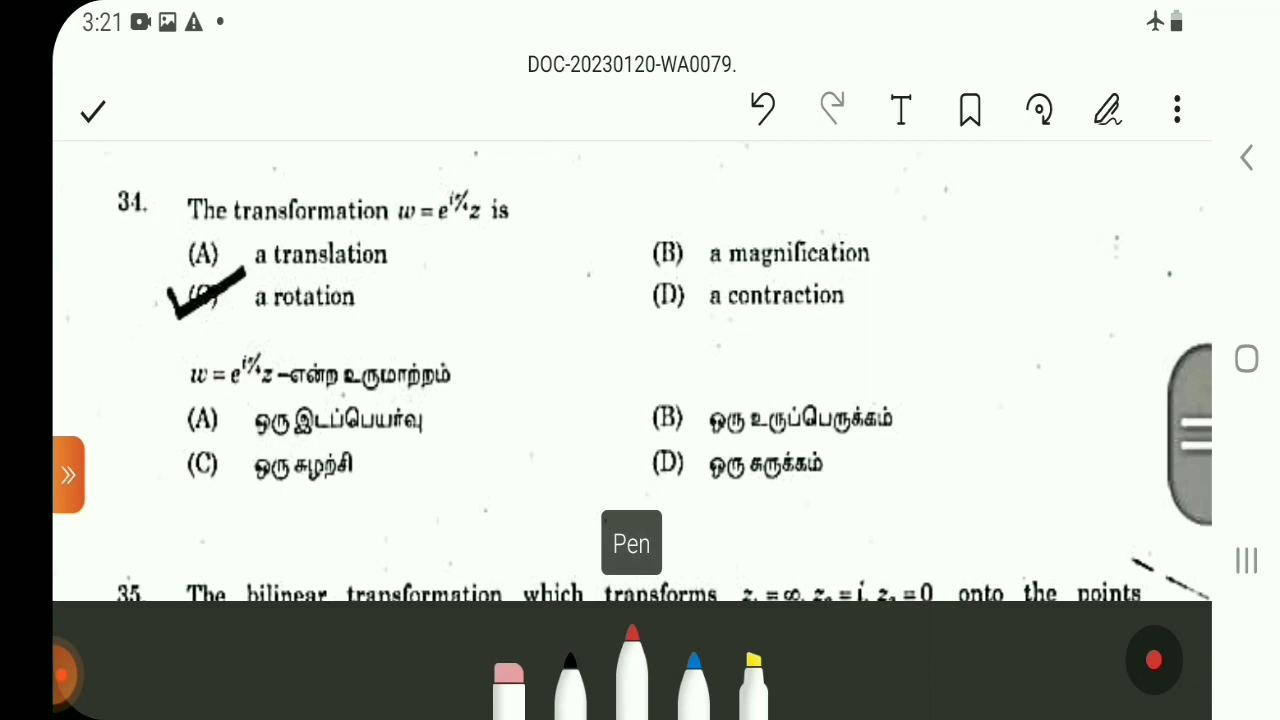 3:21
DOC-20230120-WA0079.
T
34. The transformation w = e^{iπ/4} z is
(A) a translation (B) a magnification
(C) a rotation (D) a contraction
w = e^{iπ/4} z –என்ற உருமாற்றம்
(A) ஒரு இடப்பெயர்வு (B) ஒரு உருப்பெருக்கம்
(C) ஒரு சுழற்சி (D) ஒரு சுருக்கம்
Pen
35. The bilinear transformation which transforms z₁ = ∞, z₂ = i, z₃ = 0 onto the points